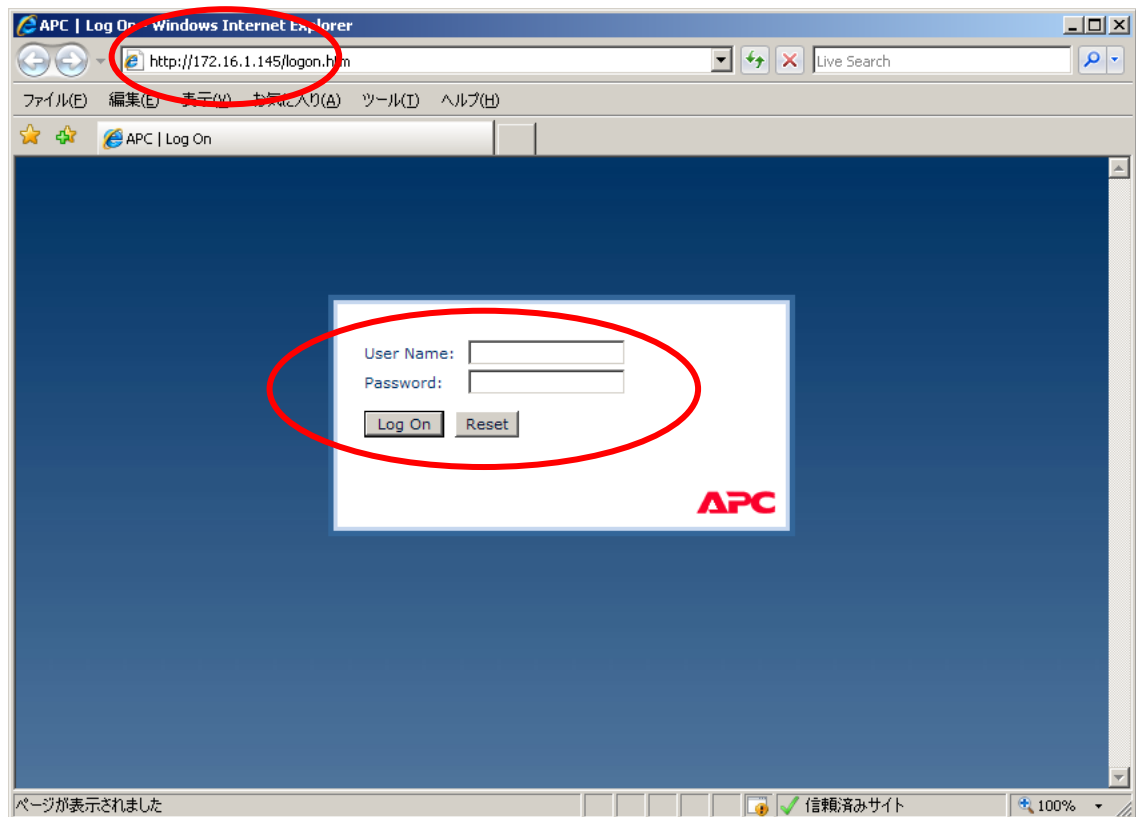 APC | Log On - Windows Internet Explorer
http://172.16.1.145/logon.htm
Live Search
ファイル(F) 編集(E) 表示(V) お気に入り(A) ツール(T) ヘルプ(H)
APC | Log On
User Name:
Password:
Log On Reset
APC
ページが表示されました
信頼済みサイト
100%